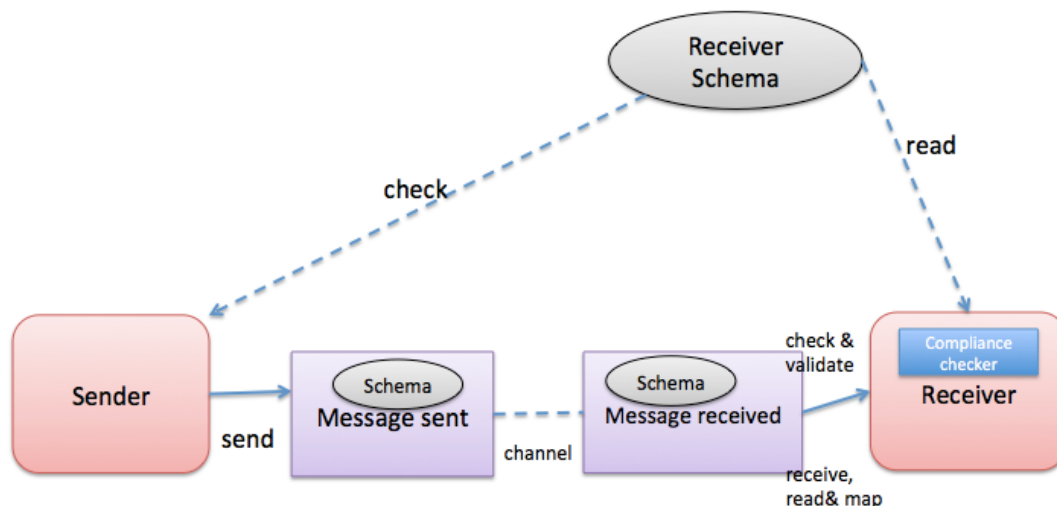 Receiver
Schema
read
check
Sender
send
Schema
Message sent
channel
Schema
Message received
check &
validate
receive,
read& map
Compliance
checker
Receiver